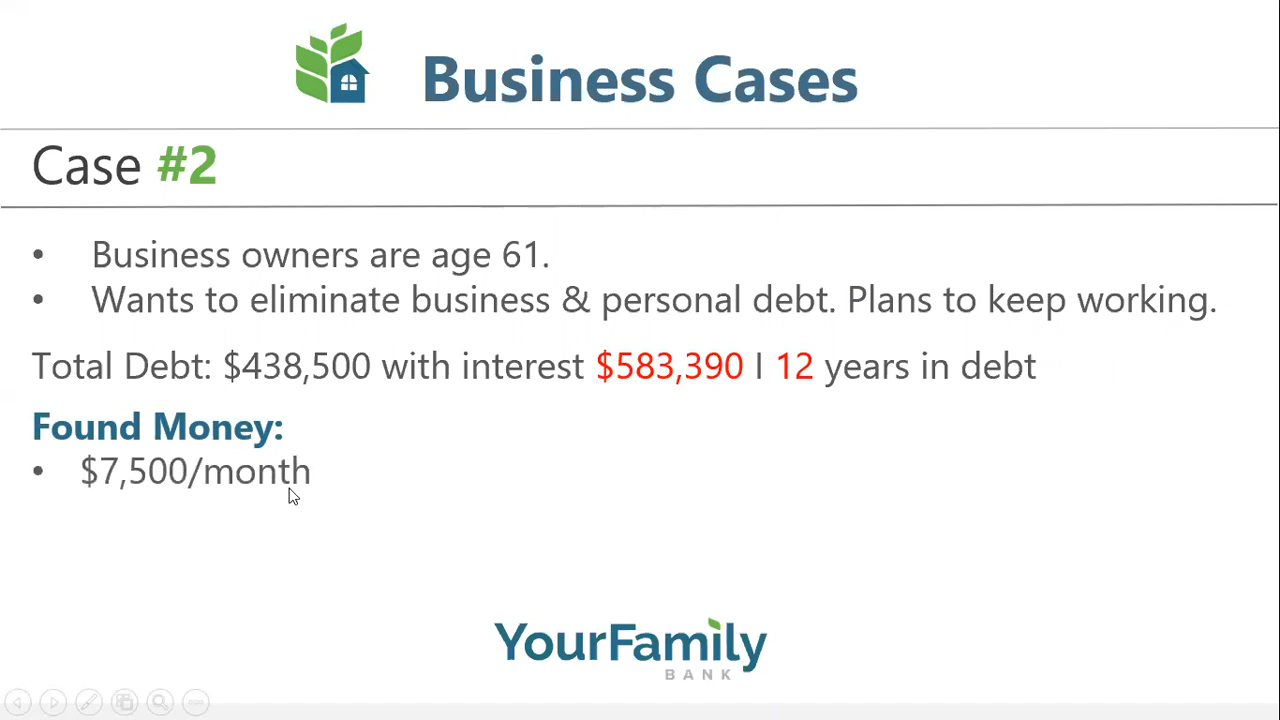 Business Cases
Case #2
• Business owners are age 61.
• Wants to eliminate business & personal debt. Plans to keep working.
Total Debt: $438,500 with interest $583,390 I 12 years in debt
Found Money:
• $7,500/month
YourFamily
BANK